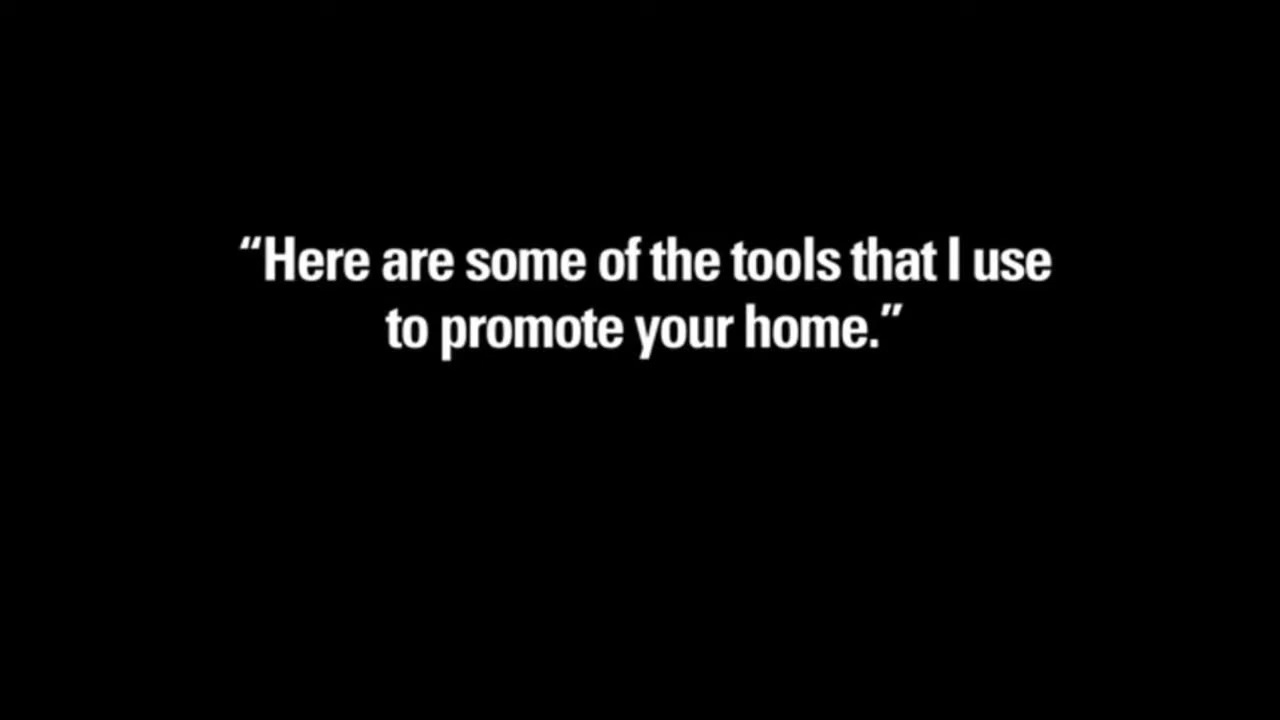 “Here are some of the tools that I use
to promote your home.”